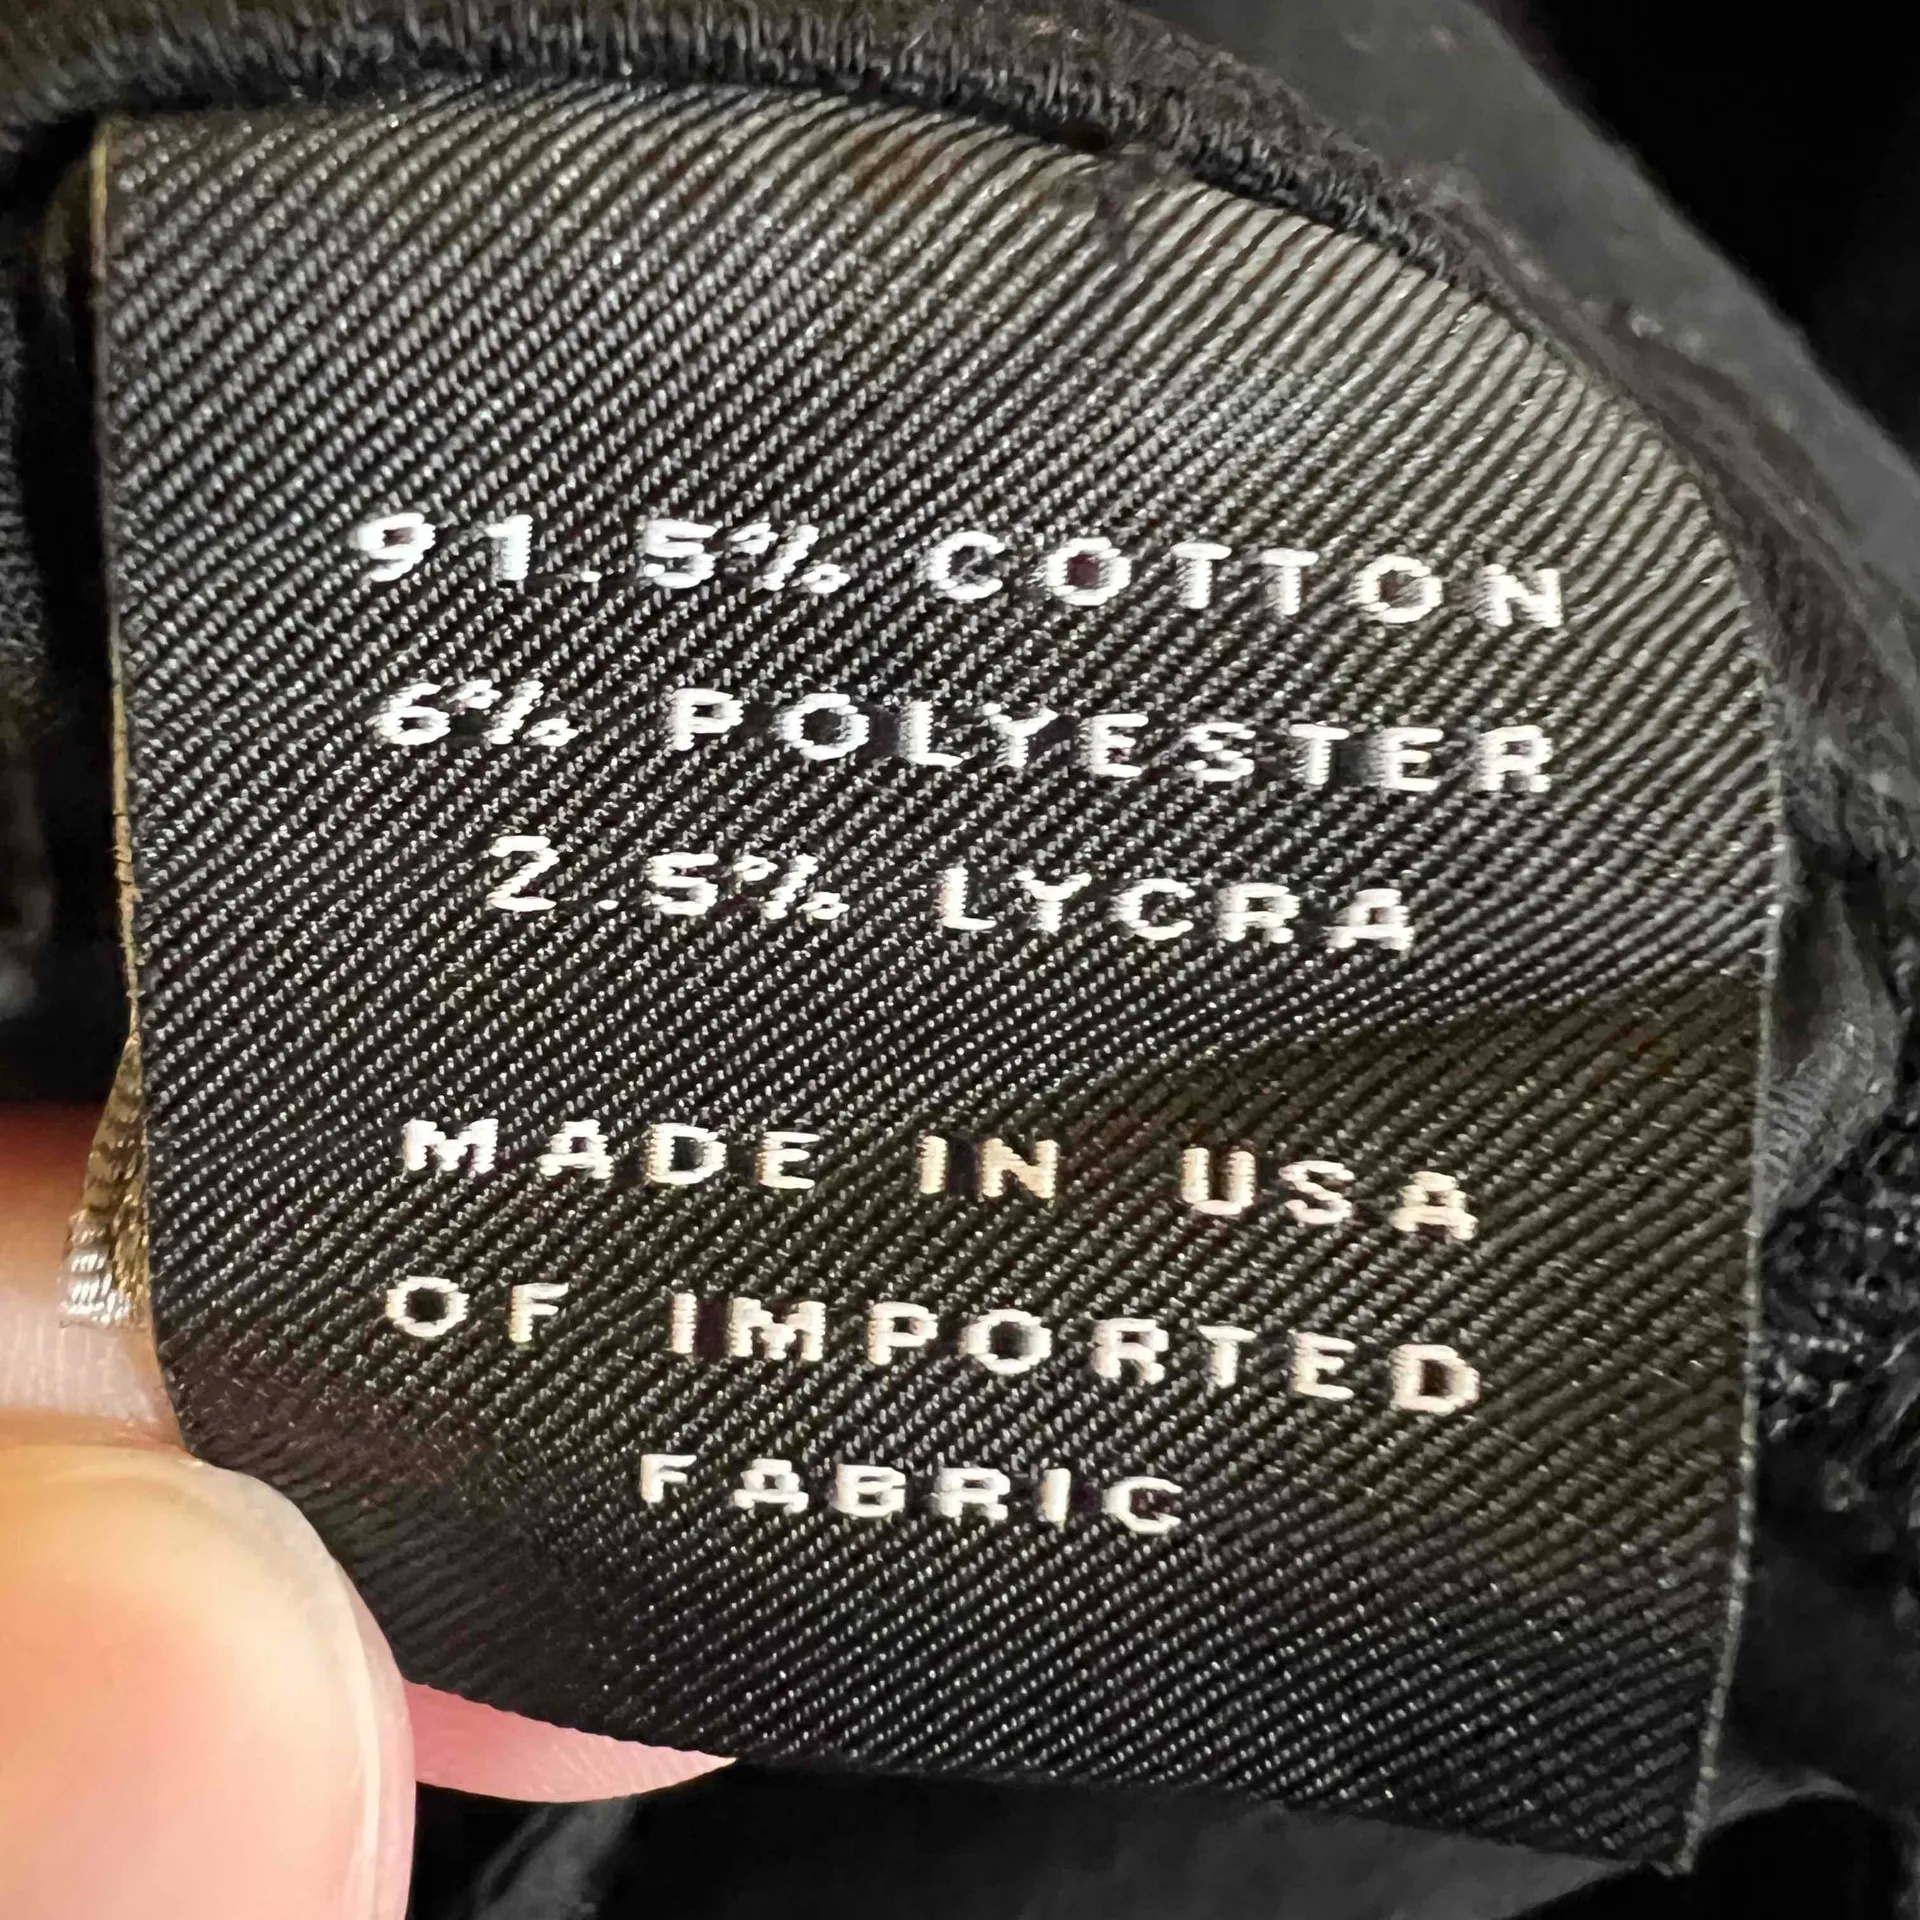 91.5% COTTON
6% POLYESTER
2.5% LYCRA
MADE IN USA
OF IMPORTED
FABRIC